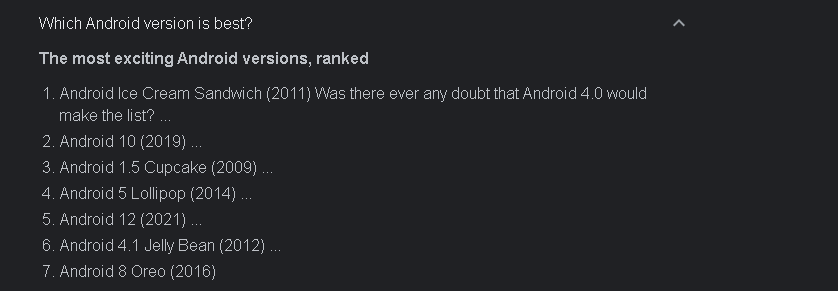 Which Android version is best?
The most exciting Android versions, ranked
1. Android Ice Cream Sandwich (2011) Was there ever any doubt that Android 4.0 would
make the list? ...
2. Android 10 (2019) ...
3. Android 1.5 Cupcake (2009) ...
4. Android 5 Lollipop (2014) ...
5. Android 12 (2021) ...
6. Android 4.1 Jelly Bean (2012) ...
7. Android 8 Oreo (2016)